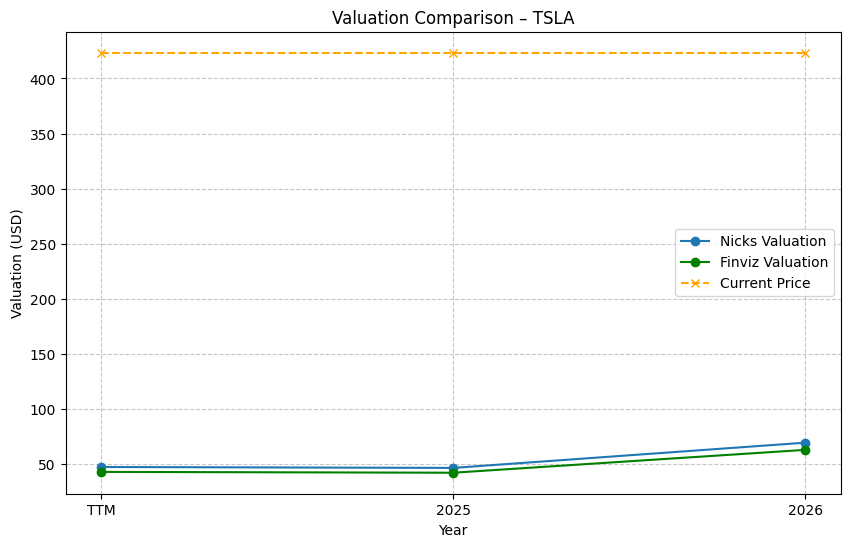 Valuation Comparison – TSLA
Valuation (USD)
400
350
300
250
200
150
100
50
Nicks Valuation
Finviz Valuation
Current Price
TTM
2025
2026
Year